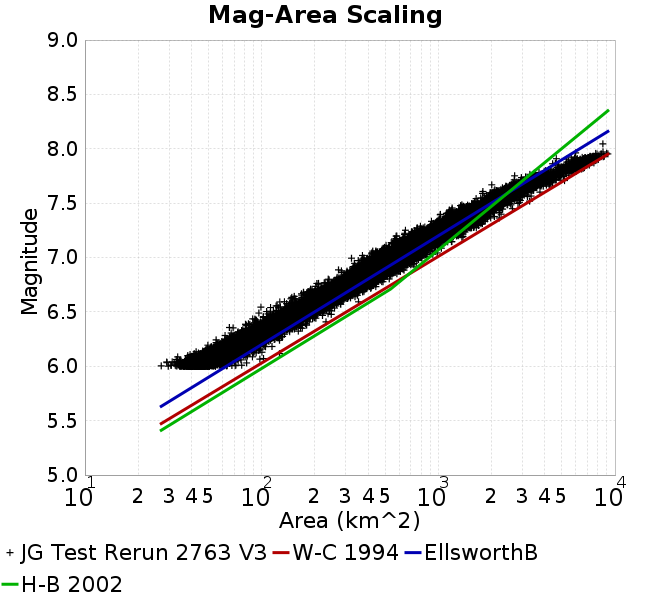 Mag-Area Scaling
9.0
8.5
8.0
7.5
7.0
6.5
6.0
5.5
5.0
Magnitude
10^1 2 3 4 5 10^2 2 3 4 5 10^3 2 3 4 5 10^4
Area (km^2)
JG Test Rerun 2763 V3 W-C 1994 EllsworthB
H-B 2002